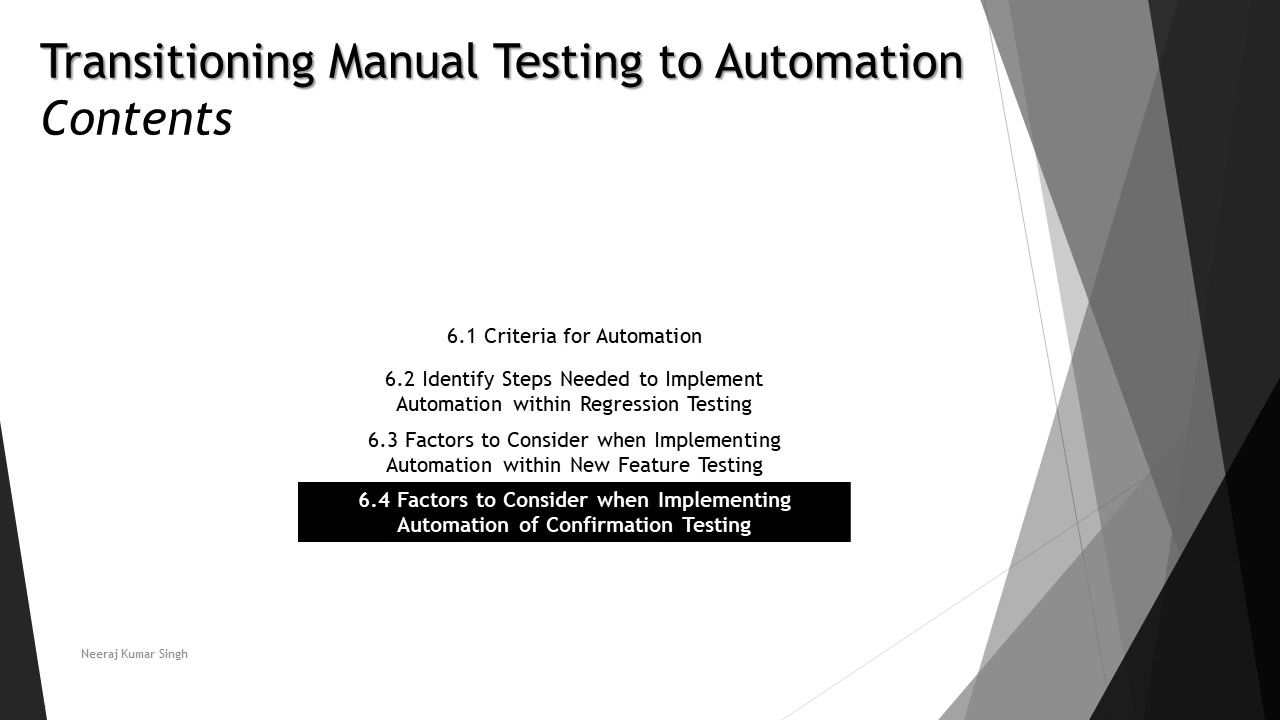 Transitioning Manual Testing to Automation
Contents
6.1 Criteria for Automation
6.2 Identify Steps Needed to Implement
Automation within Regression Testing
6.3 Factors to Consider when Implementing
Automation within New Feature Testing
6.4 Factors to Consider when Implementing
Automation of Confirmation Testing
Neeraj Kumar Singh